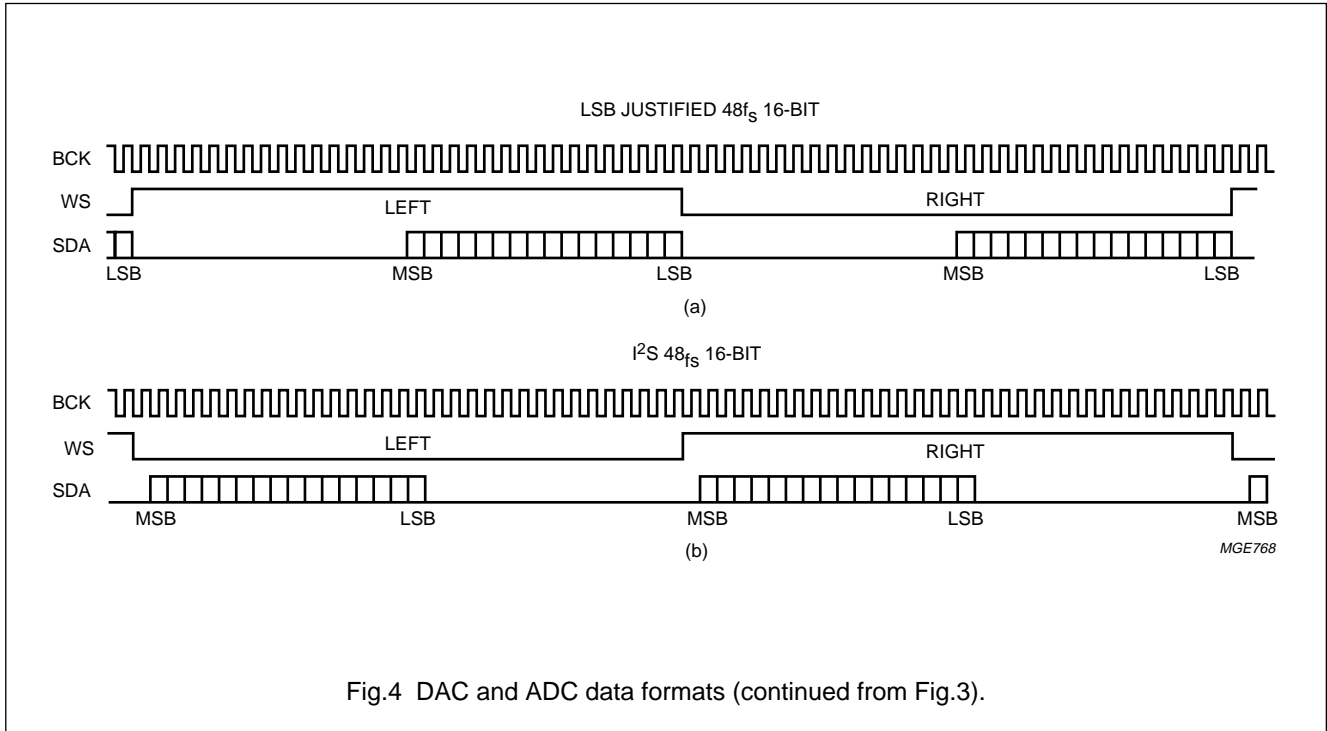 LSB JUSTIFIED 48fs 16-BIT
BCK
WS
LEFT
RIGHT
SDA
LSB
MSB
LSB
MSB
LSB
(a)
I²S 48fs 16-BIT
BCK
WS
LEFT
RIGHT
SDA
MSB
LSB
MSB
LSB
MSB
(b)
MGE768
Fig.4 DAC and ADC data formats (continued from Fig.3).